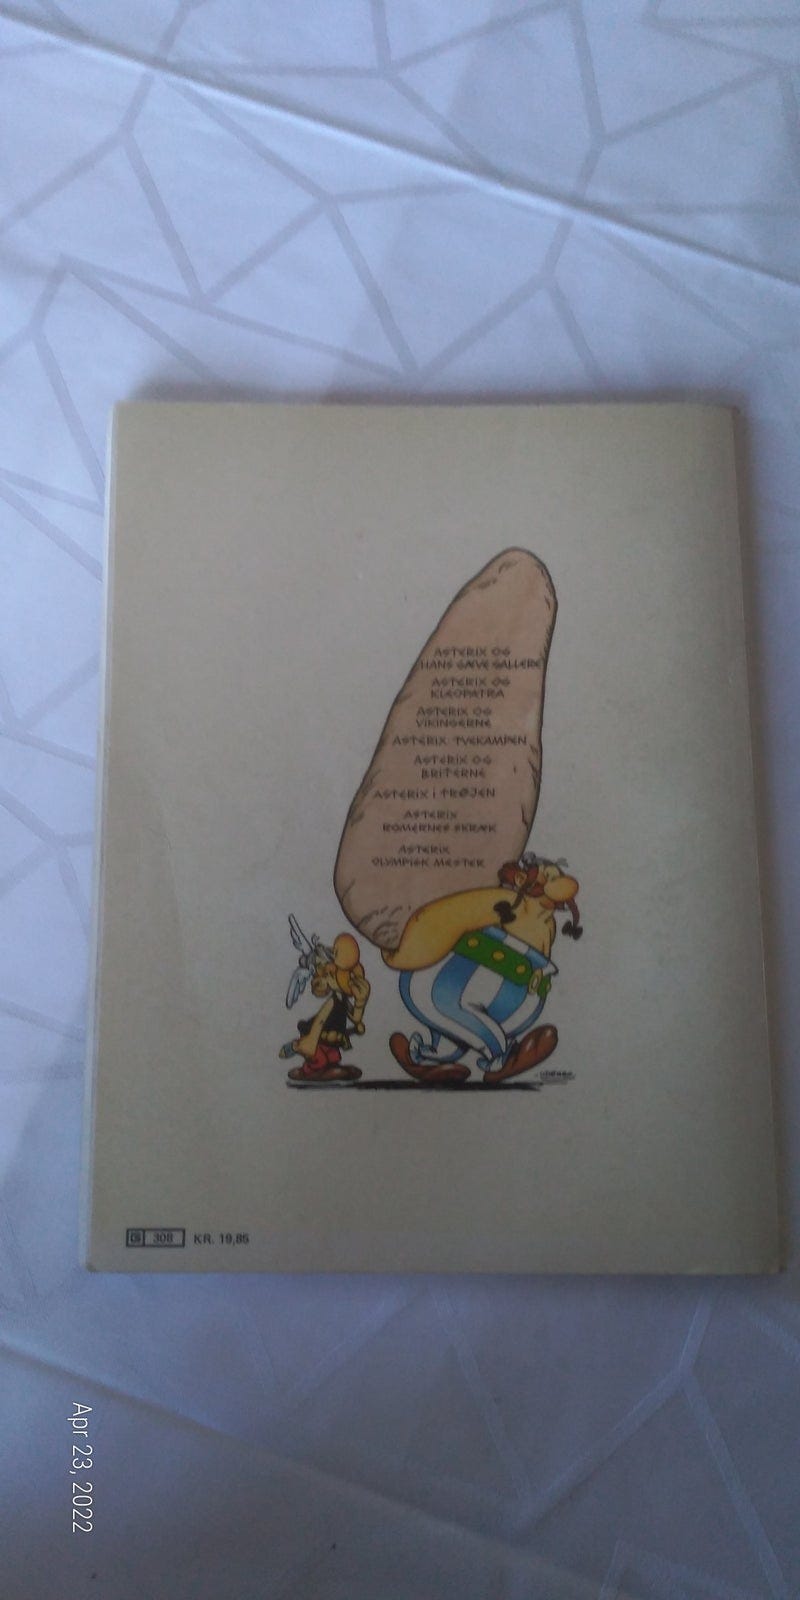 ASTERIX OG
HANS GÆVE GALLERE
ASTERIX OG
KLEOPATRA
ASTERIX OG
VIKINGERNE
ASTERIX: TVEKAMPEN
ASTERIX OG
BRITERNE
ASTERIX I TRØJEN
ASTERIX
ROMERNES SKRÆK
ASTERIX
OLYMPISK MESTER
308 KR. 19,85
Apr 23, 2022